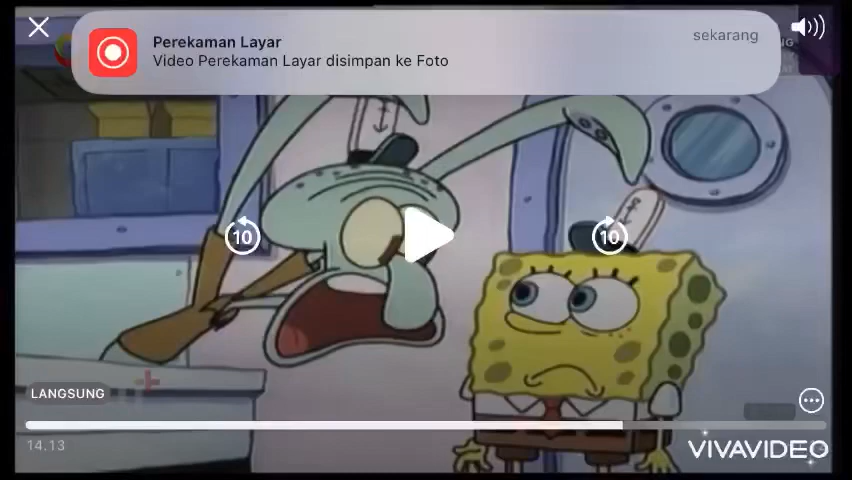 Perekaman Layar
sekarang
Video Perekaman Layar disimpan ke Foto
10
10
LANGSUNG
14.13
VIVAVIDEO